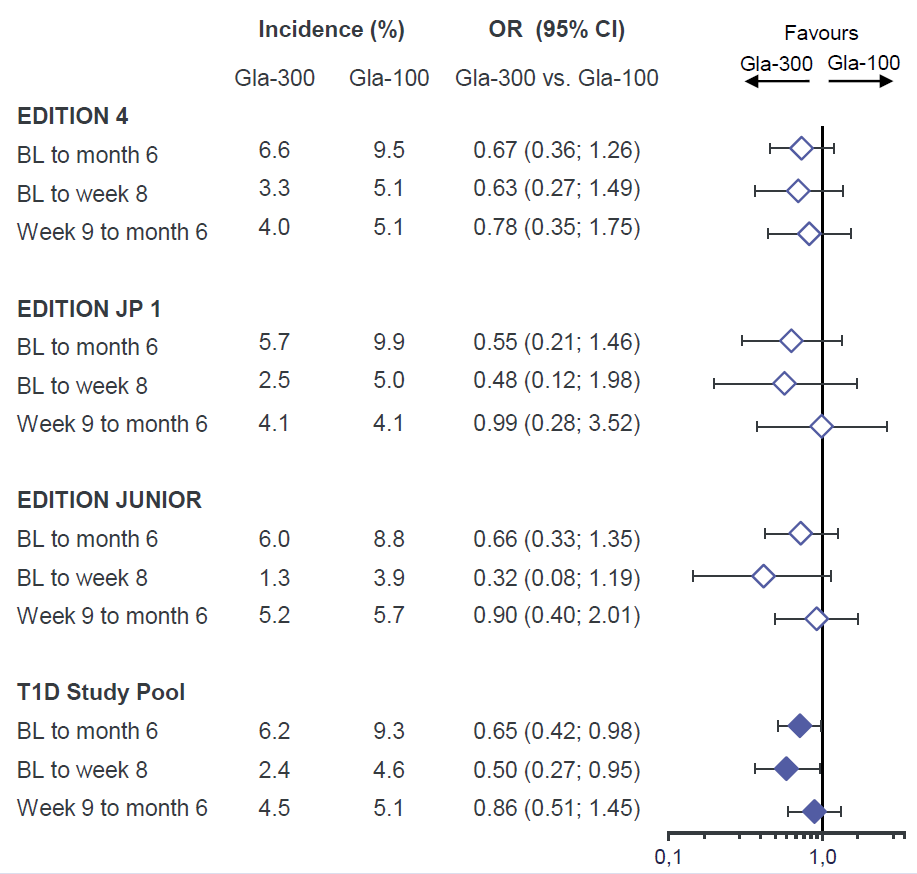 Incidence (%) OR (95% CI) Favours
Gla-300 Gla-100 Gla-300 vs. Gla-100 Gla-300 Gla-100
EDITION 4
BL to month 6 6.6 9.5 0.67 (0.36; 1.26)
BL to week 8 3.3 5.1 0.63 (0.27; 1.49)
Week 9 to month 6 4.0 5.1 0.78 (0.35; 1.75)
EDITION JP 1
BL to month 6 5.7 9.9 0.55 (0.21; 1.46)
BL to week 8 2.5 5.0 0.48 (0.12; 1.98)
Week 9 to month 6 4.1 4.1 0.99 (0.28; 3.52)
EDITION JUNIOR
BL to month 6 6.0 8.8 0.66 (0.33; 1.35)
BL to week 8 1.3 3.9 0.32 (0.08; 1.19)
Week 9 to month 6 5.2 5.7 0.90 (0.40; 2.01)
T1D Study Pool
BL to month 6 6.2 9.3 0.65 (0.42; 0.98)
BL to week 8 2.4 4.6 0.50 (0.27; 0.95)
Week 9 to month 6 4.5 5.1 0.86 (0.51; 1.45)
0,1 1,0